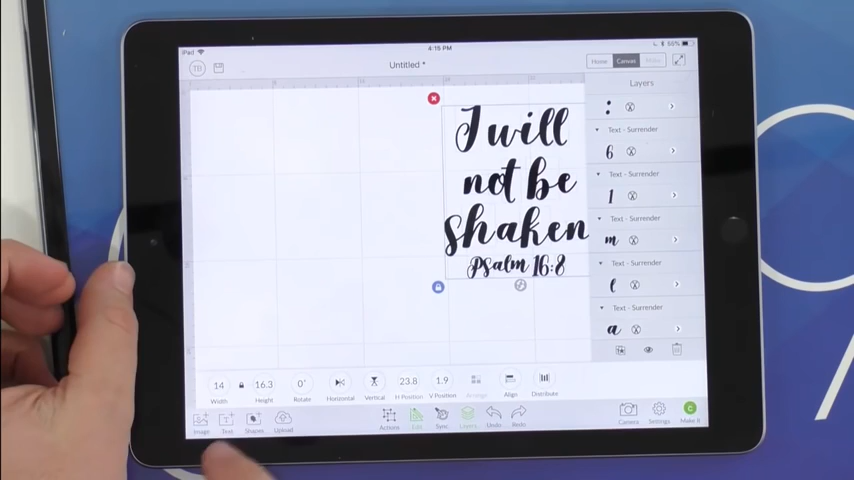 iPad
4:15 PM
50%
TB
Untitled *
Home
Canvas
Make
Layers
I will
not be
shaken
Psalm 16:8
:
Text - Surrender
6
Text - Surrender
1
Text - Surrender
m
Text - Surrender
l
Text - Surrender
a
14
16.3
0°
23.8
1.9
Width
Height
Rotate
Horizontal
Vertical
H Position
V Position
Arrange
Align
Distribute
Image
Text
Shapes
Upload
Actions
Edit
Sync
Layers
Undo
Redo
Camera
Settings
Make It